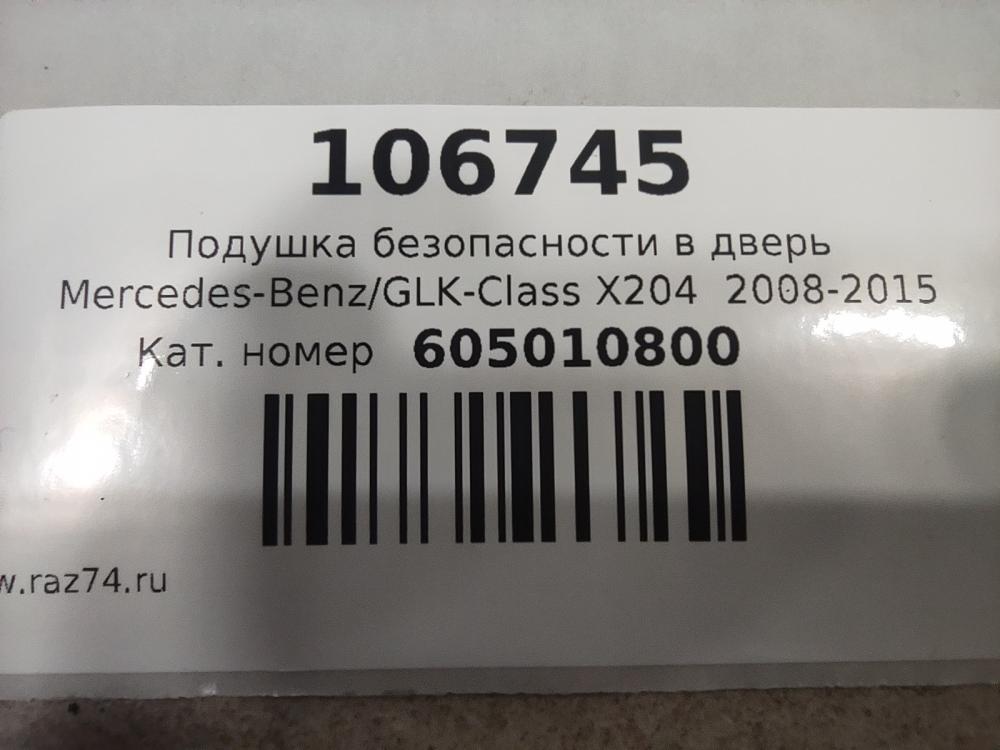 106745
Подушка безопасности в дверь
Mercedes-Benz/GLK-Class X204 2008-2015
Кат. номер 605010800
w.raz74.ru